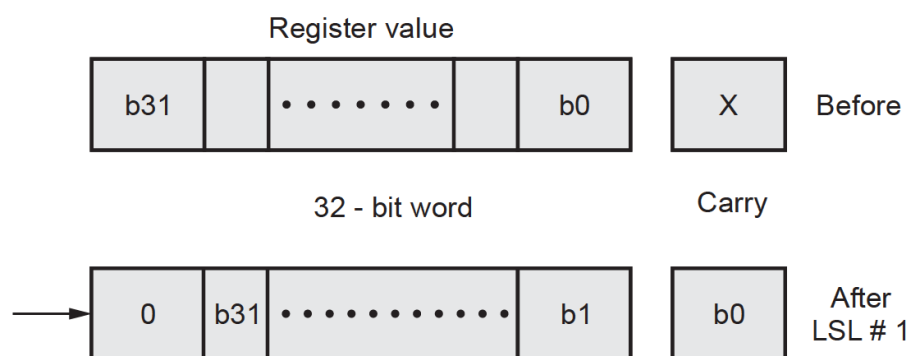 Register value
b31 • • • • • • • b0 X Before
32 - bit word Carry
0 b31 • • • • • • • • • • • b1 b0 After
LSL # 1